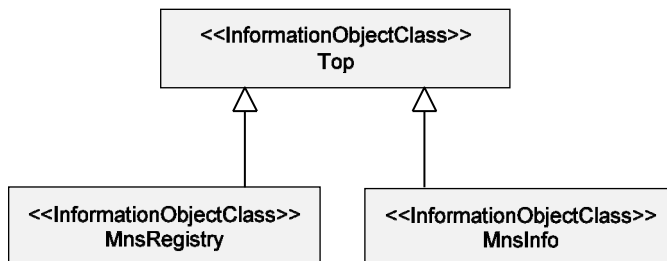 <<InformationObjectClass>>
Top
<<InformationObjectClass>>
MnsRegistry
<<InformationObjectClass>>
MnsInfo